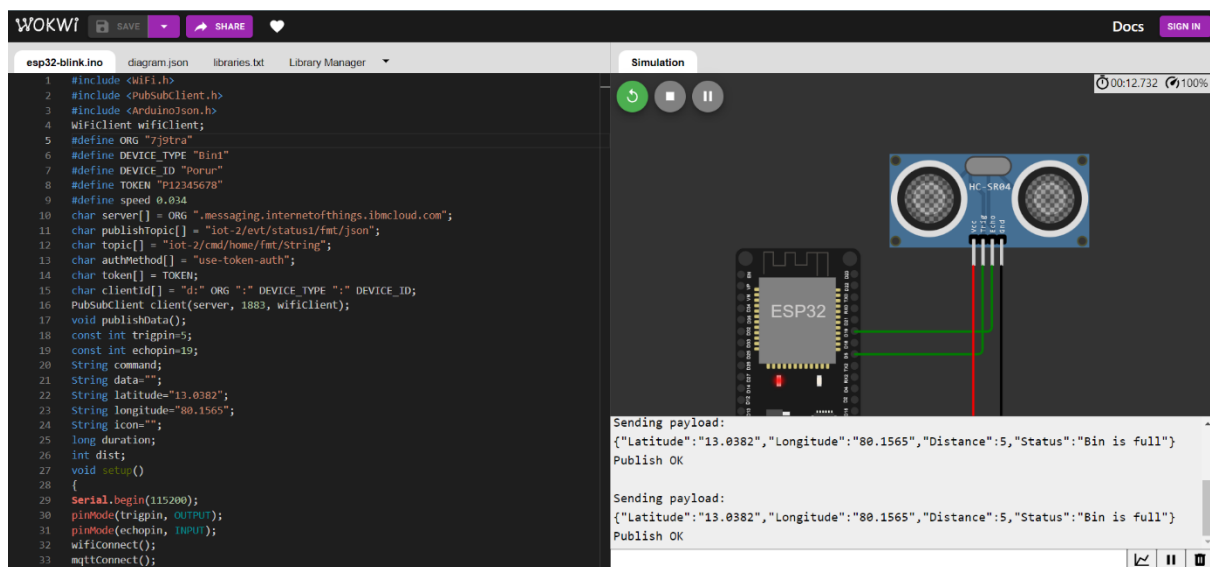 WOKWI SAVE SHARE Docs SIGN IN
esp32-blink.ino diagram.json libraries.txt Library Manager Simulation
00:12.732 100%
1 #include <WiFi.h>
2 #include <PubSubClient.h>
3 #include <ArduinoJson.h>
4 WiFiClient wifiClient;
5 #define ORG "7j9tra"
6 #define DEVICE_TYPE "Bin1"
7 #define DEVICE_ID "Porur"
8 #define TOKEN "P12345678"
9 #define speed 0.034
10 char server[] = ORG ".messaging.internetofthings.ibmcloud.com";
11 char publishTopic[] = "iot-2/evt/status1/fmt/json";
12 char topic[] = "iot-2/cmd/home/fmt/String";
13 char authMethod[] = "use-token-auth";
14 char token[] = TOKEN;
15 char clientId[] = "d:" ORG ":" DEVICE_TYPE ":" DEVICE_ID;
16 PubSubClient client(server, 1883, wifiClient);
17 void publishData();
18 const int trigpin=5;
19 const int echopin=19;
20 String command;
21 String data="";
22 String latitude="13.0382";
23 String longitude="80.1565";
24 String icon="";
25 long duration;
26 int dist;
27 void setup()
28 {
29 Serial.begin(115200);
30 pinMode(trigpin, OUTPUT);
31 pinMode(echopin, INPUT);
32 wifiConnect();
33 mqttConnect();
HC-SR04
Vcc
Trig
Echo
Gnd
ESP32
Sending payload:
{"Latitude":"13.0382","Longitude":"80.1565","Distance":5,"Status":"Bin is full"}
Publish OK
Sending payload:
{"Latitude":"13.0382","Longitude":"80.1565","Distance":5,"Status":"Bin is full"}
Publish OK